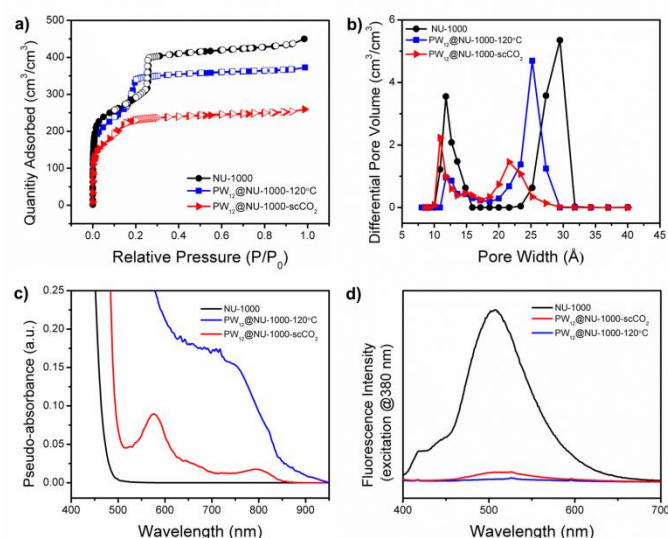 a)
Quantitiy Adsorbed (cm³/cm³)
500
400
300
200
100
0
0.0 0.2 0.4 0.6 0.8 1.0
Relative Pressure (P/P₀)
NU-1000
PW₁₂@NU-1000-120°C
PW₁₂@NU-1000-scCO₂
b)
Differential Pore Volume (cm³/cm³)
6
4
2
0
5 10 15 20 25 30 35 40 45
Pore Width (Å)
NU-1000
PW₁₂@NU-1000-120°C
PW₁₂@NU-1000-scCO₂
c)
Pseudo-absorbance (a.u.)
0.25
0.20
0.15
0.10
0.05
0.00
400 500 600 700 800 900
Wavelength (nm)
NU-1000
PW₁₂@NU-1000-scCO₂
PW₁₂@NU-1000-120°C
d)
Fluorescence Intensity
(excitation @380 nm)
400 500 600 700
Wavelength (nm)
NU-1000
PW₁₂@NU-1000-scCO₂
PW₁₂@NU-1000-120°C